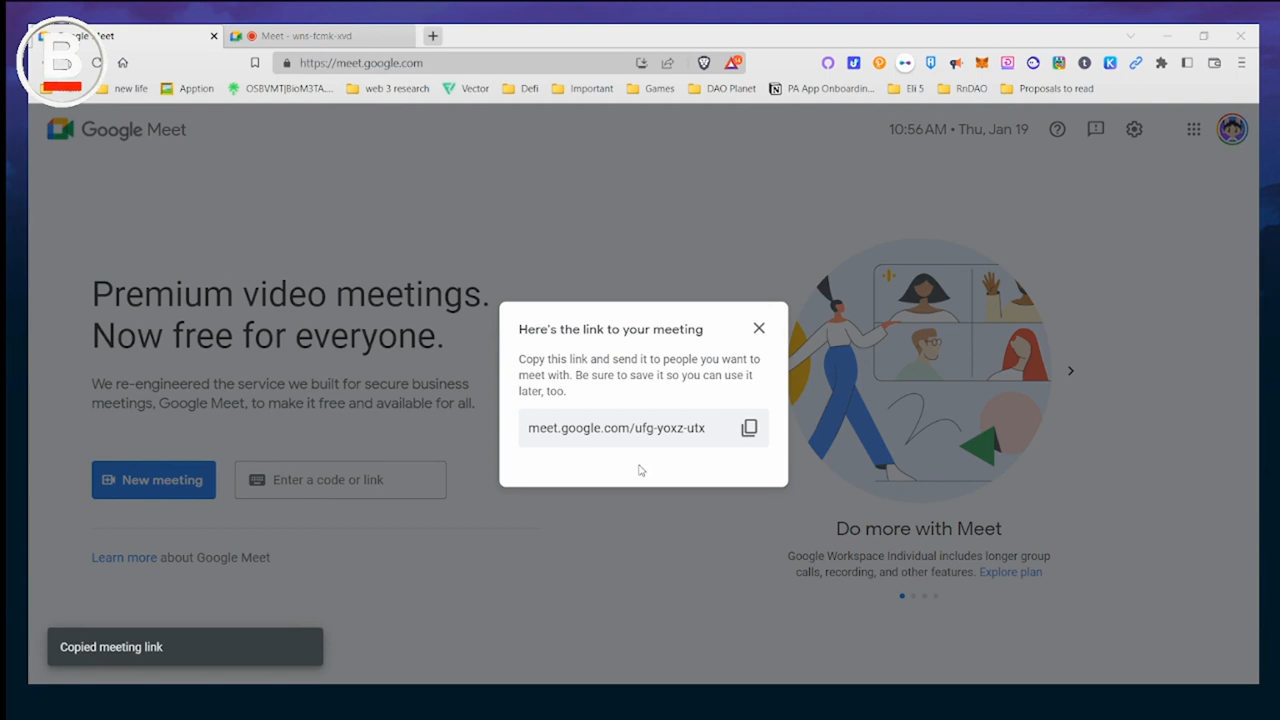 B
Meet
Meet - wns-fcmk-xvd
https://meet.google.com
new life
Apption
OSBVMT|BioM3TA...
web 3 research
Vector
Defi
Important
Games
DAO Planet
PA App Onboardin...
Eli 5
RnDAO
Proposals to read
Google Meet
10:56 AM • Thu, Jan 19
Premium video meetings.
Now free for everyone.
We re-engineered the service we built for secure business
meetings, Google Meet, to make it free and available for all.
New meeting
Enter a code or link
Learn more about Google Meet
Here's the link to your meeting
Copy this link and send it to people you want to
meet with. Be sure to save it so you can use it
later, too.
meet.google.com/ufg-yoxz-utx
Do more with Meet
Google Workspace Individual includes longer group
calls, recording, and other features. Explore plan
Copied meeting link